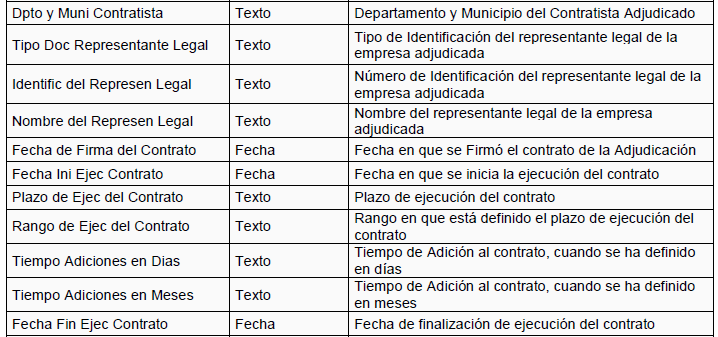 Dpto y Muni Contratista Texto Departamento y Municipio del Contratista Adjudicado
Tipo Doc Representante Legal Texto Tipo de Identificación del representante legal de la
empresa adjudicada
Identific del Represen Legal Texto Número de Identificación del representante legal de la
empresa adjudicada
Nombre del Represen Legal Texto Nombre del representante legal de la empresa
adjudicada
Fecha de Firma del Contrato Fecha Fecha en que se Firmó el contrato de la Adjudicación
Fecha Ini Ejec Contrato Fecha Fecha en que se inicia la ejecución del contrato
Plazo de Ejec del Contrato Texto Plazo de ejecución del contrato
Rango de Ejec del Contrato Texto Rango en que está definido el plazo de ejecución del
contrato
Tiempo Adiciones en Dias Texto Tiempo de Adición al contrato, cuando se ha definido
en días
Tiempo Adiciones en Meses Texto Tiempo de Adición al contrato, cuando se ha definido
en meses
Fecha Fin Ejec Contrato Fecha Fecha de finalización de ejecución del contrato